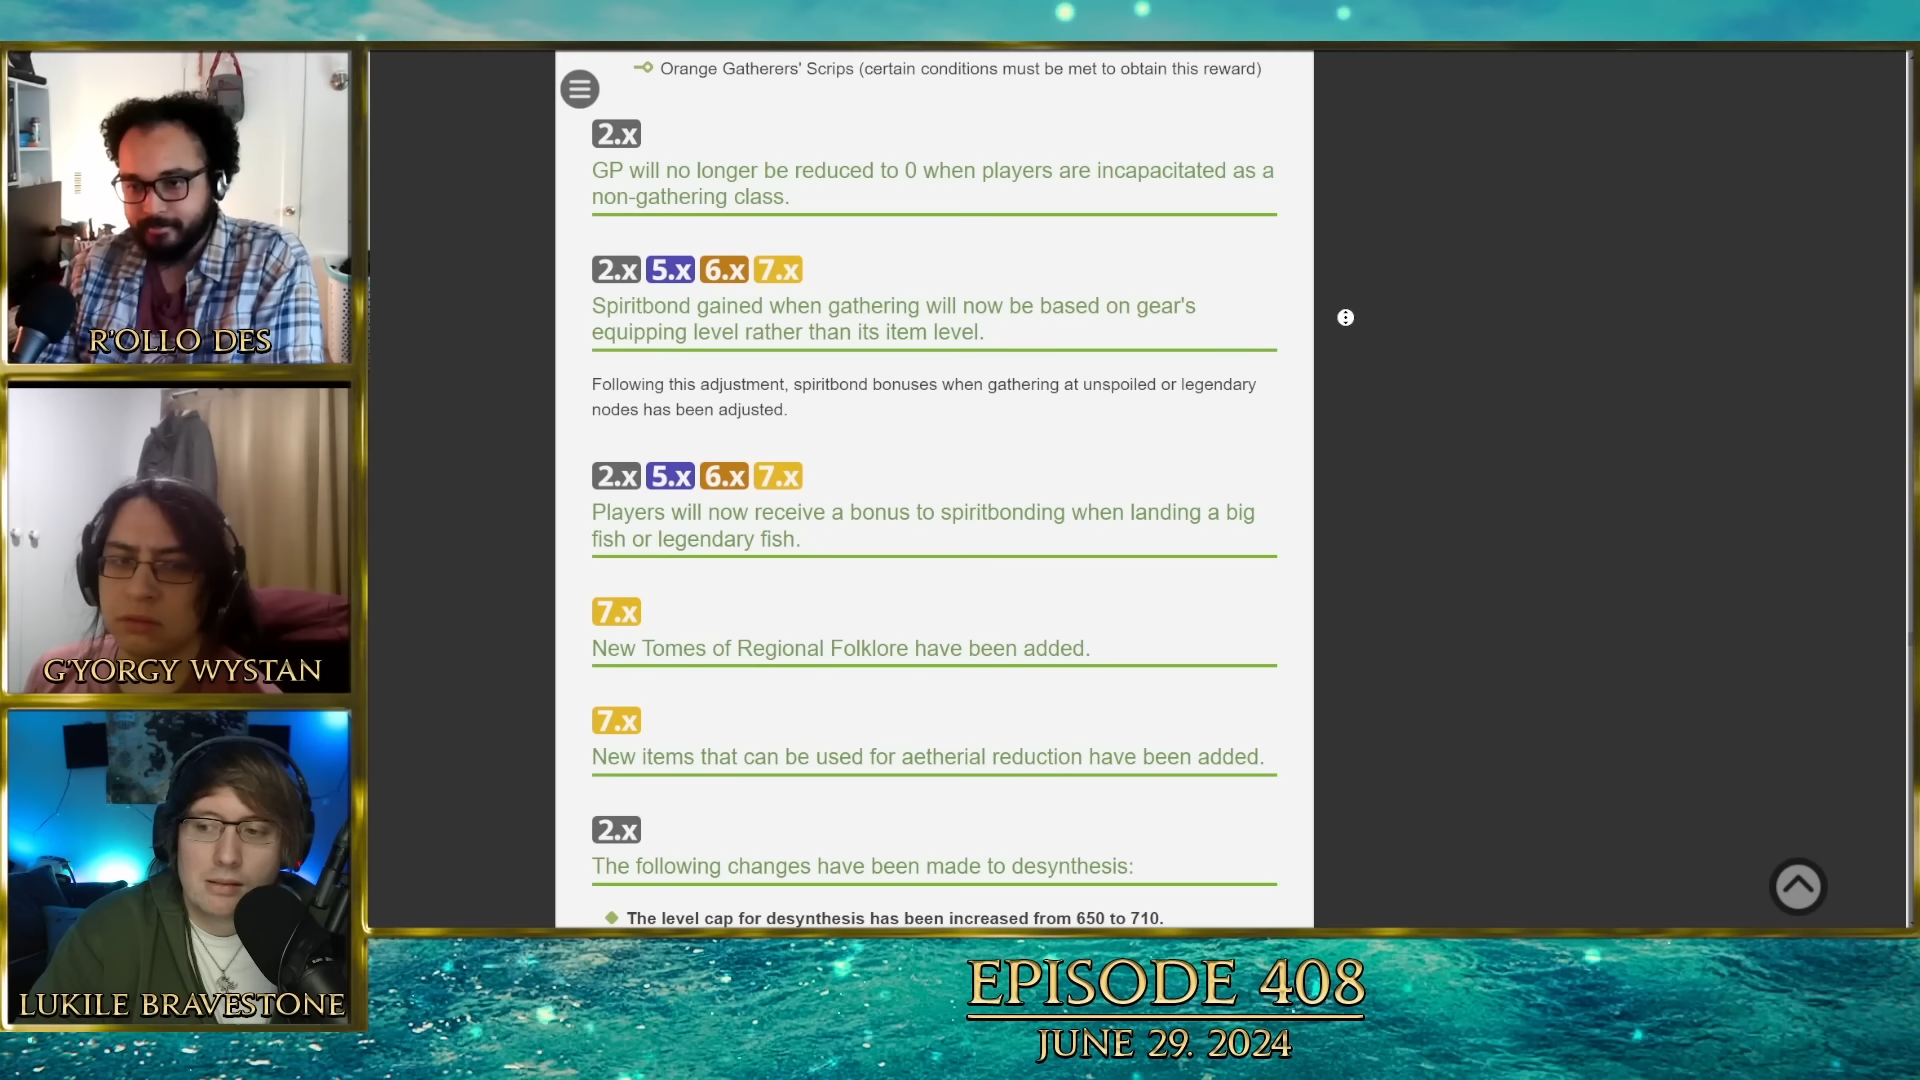 Orange Gatherers' Scrips (certain conditions must be met to obtain this reward)
2.x
GP will no longer be reduced to 0 when players are incapacitated as a
non-gathering class.
2.x 5.x 6.x 7.x
Spiritbond gained when gathering will now be based on gear's
equipping level rather than its item level.
Following this adjustment, spiritbond bonuses when gathering at unspoiled or legendary
nodes has been adjusted.
2.x 5.x 6.x 7.x
Players will now receive a bonus to spiritbonding when landing a big
fish or legendary fish.
7.x
New Tomes of Regional Folklore have been added.
7.x
New items that can be used for aetherial reduction have been added.
2.x
The following changes have been made to desynthesis:
The level cap for desynthesis has been increased from 650 to 710.
R'OLLO DES
G'YORGY WYSTAN
LUKILE BRAVESTONE
EPISODE 408
JUNE 29. 2024